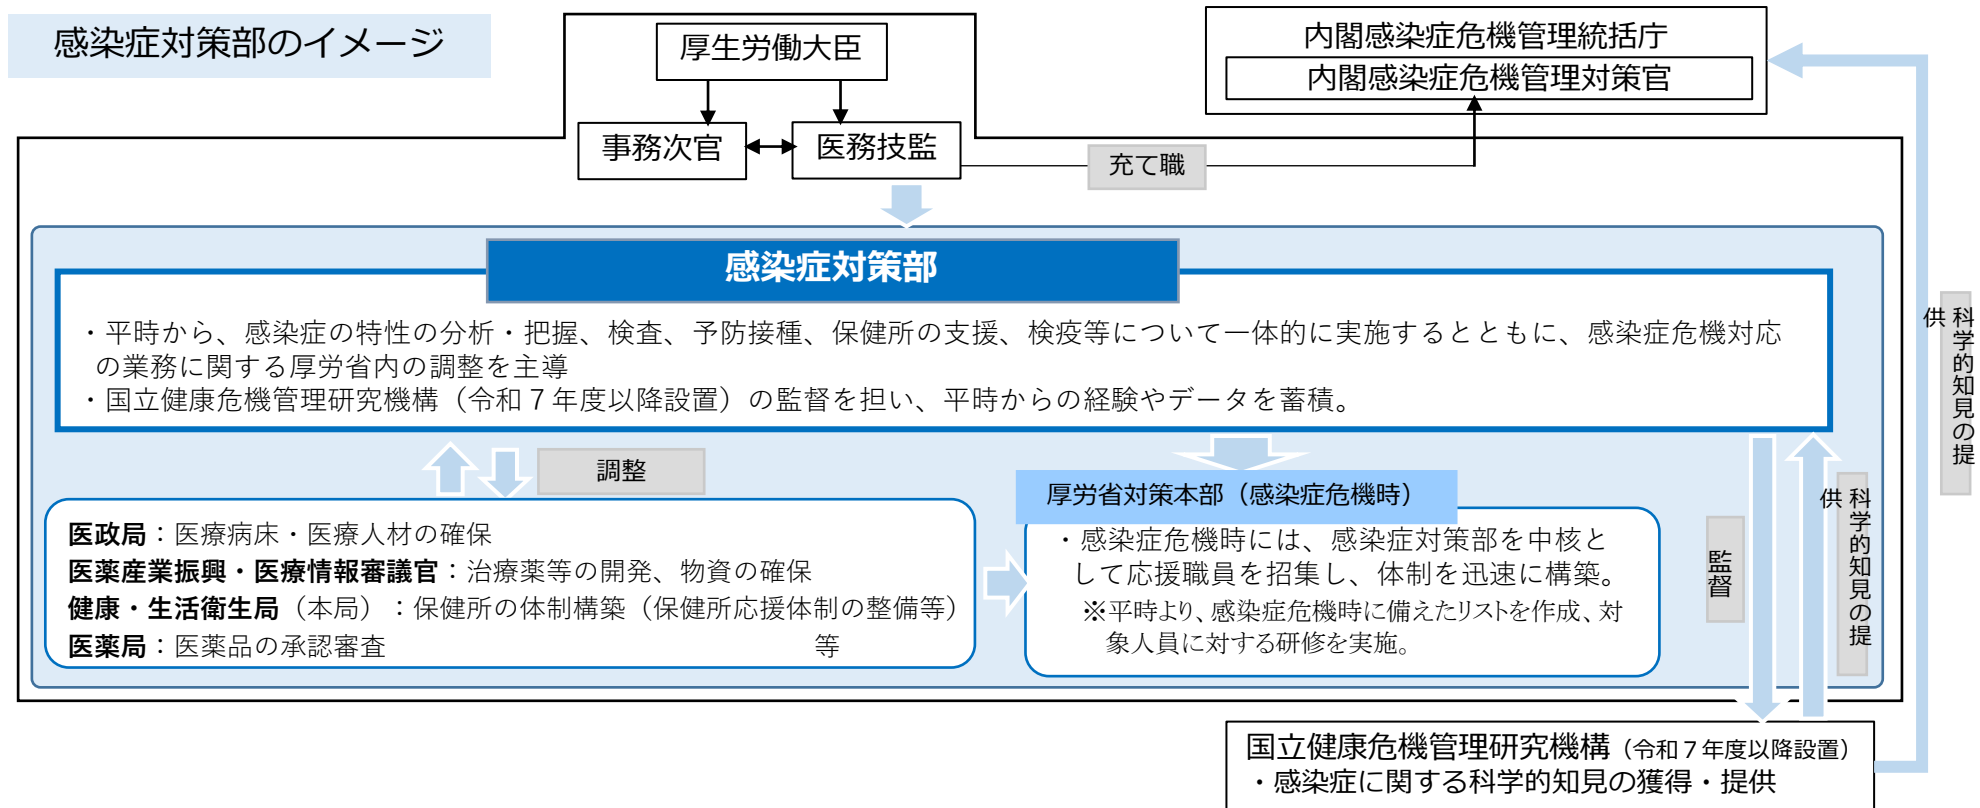 感染症対策部のイメージ
厚生労働大臣
事務次官
医務技監
充て職
内閣感染症危機管理統括庁
内閣感染症危機管理対策官
感染症対策部
・平時から、感染症の特性の分析・把握、検査、予防接種、保健所の支援、検疫等について一体的に実施するとともに、感染症危機対応
の業務に関する厚労省内の調整を主導
・国立健康危機管理研究機構（令和７年度以降設置）の監督を担い、平時からの経験やデータを蓄積。
調整
医政局：医療病床・医療人材の確保
医薬産業振興・医療情報審議官：治療薬等の開発、物資の確保
健康・生活衛生局（本局）：保健所の体制構築（保健所応援体制の整備等）
医薬局：医薬品の承認審査 等
厚労省対策本部（感染症危機時）
・感染症危機時には、感染症対策部を中核と
して応援職員を招集し、体制を迅速に構築。
※平時より、感染症危機時に備えたリストを作成、対
象人員に対する研修を実施。
監督
科学的知見の提
供
科学的知見の提
供
国立健康危機管理研究機構（令和７年度以降設置）
・感染症に関する科学的知見の獲得・提供